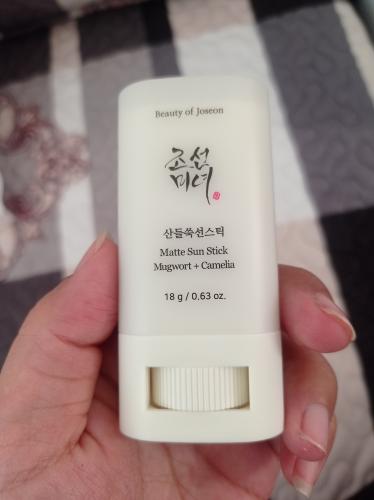 Beauty of Joseon
조선
미녀
산들쑥선스틱
Matte Sun Stick
Mugwort + Camelia
18 g / 0,63 oz.